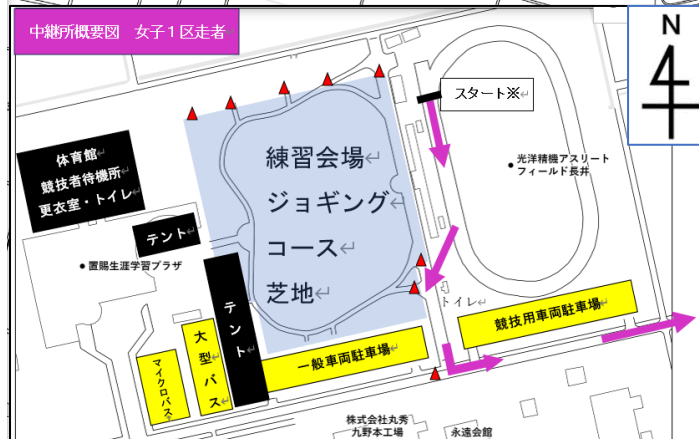 中継所概要図 女子1区走者
N
スタート※
体育館
競技者待機所
更衣室・トイレ
練習会場
ジョギング
コース
芝地
光洋精機アスリート
フィールド長井
テント
置賜生涯学習プラザ
テント
トイレ
競技用車両駐車場
大型バス
マイクロバス
一般車両駐車場
株式会社丸秀
九野本工場
永遠会館